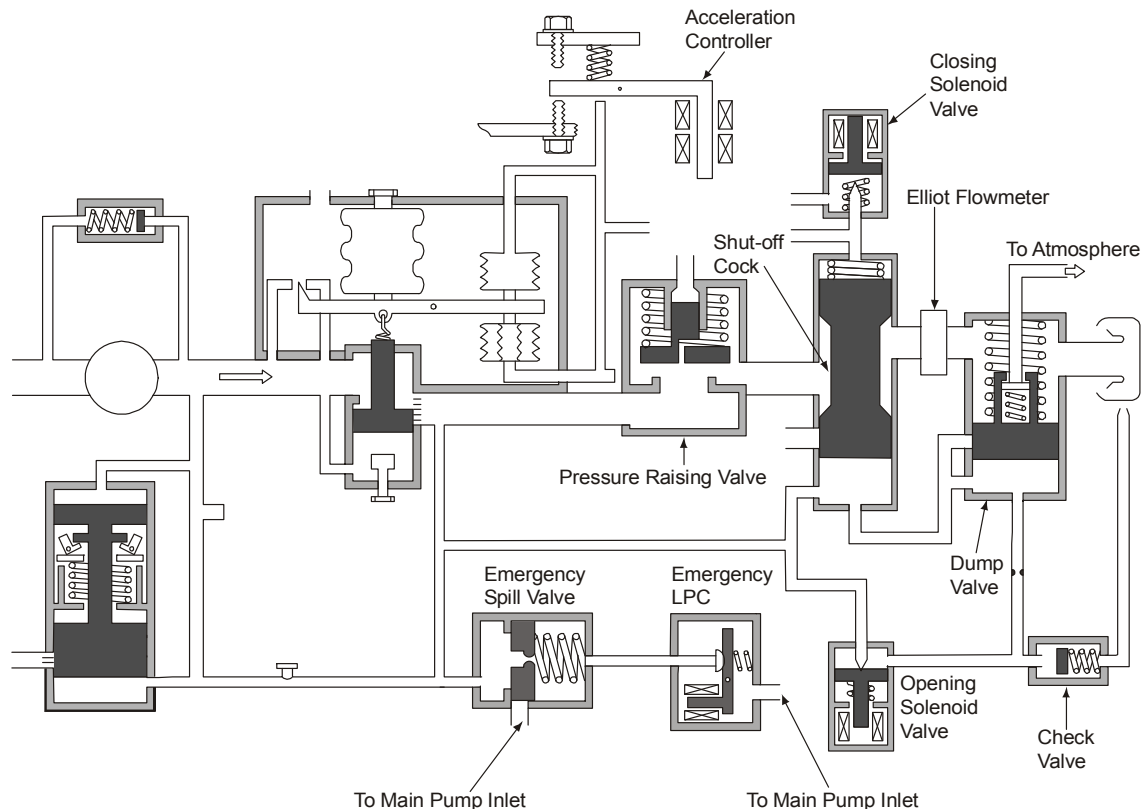 Acceleration
Controller
Closing
Solenoid
Valve
Elliot Flowmeter
Shut-off
Cock
To Atmosphere
Pressure Raising Valve
Dump
Valve
Emergency
Spill Valve
Emergency
LPC
Opening
Solenoid
Valve
Check
Valve
To Main Pump Inlet
To Main Pump Inlet